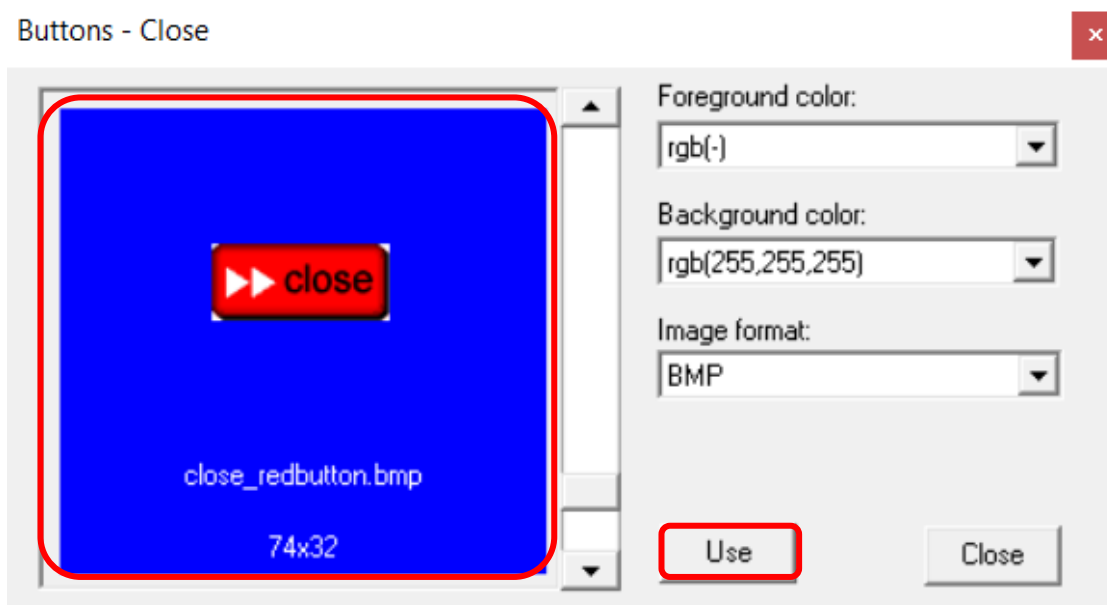 Buttons - Close
close
close_redbutton.bmp
74x32
Foreground color:
rgb(-)
Background color:
rgb(255,255,255)
Image format:
BMP
Use
Close